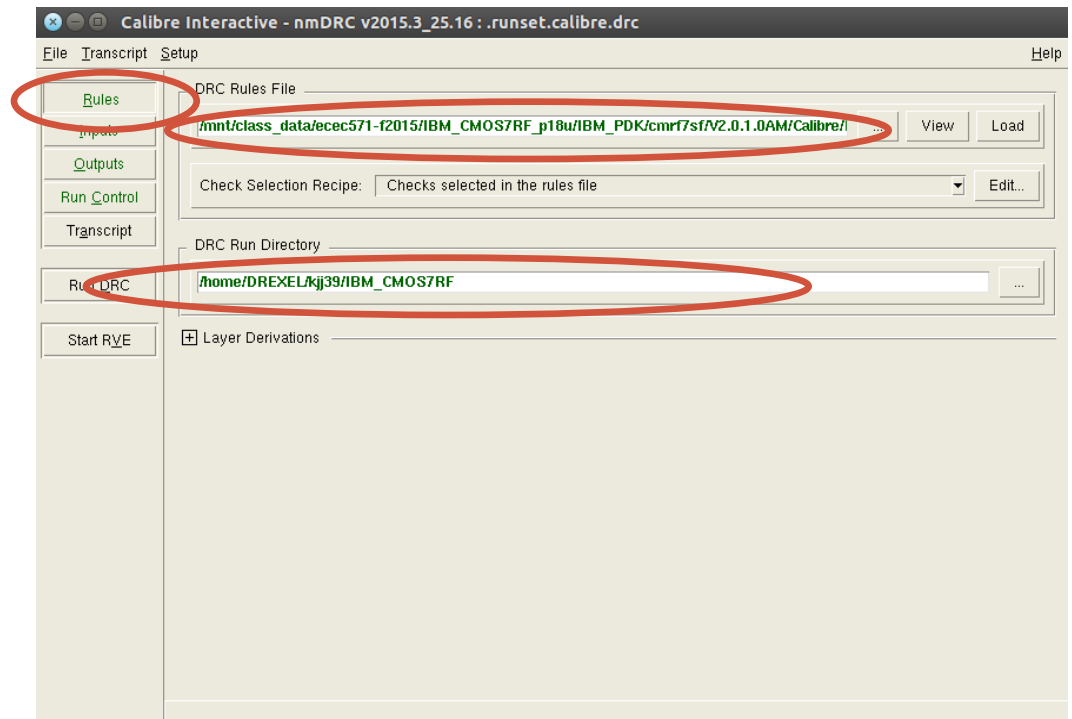 Calibre Interactive - nmDRC v2015.3_25.16 : .runset.calibre.drc
File Transcript Setup Help
Rules
Inputs
Outputs
Run Control
Transcript
Run DRC
Start RVE
DRC Rules File
/mnt/class_data/ecec571-f2015/IBM_CMOS7RF_p18u/IBM_PDK/cmrf7sf/V2.0.1.0AM/Calibre/ ... View Load
Check Selection Recipe: Checks selected in the rules file Edit...
DRC Run Directory
/home/DREXEL/kjj39/IBM_CMOS7RF ...
+ Layer Derivations